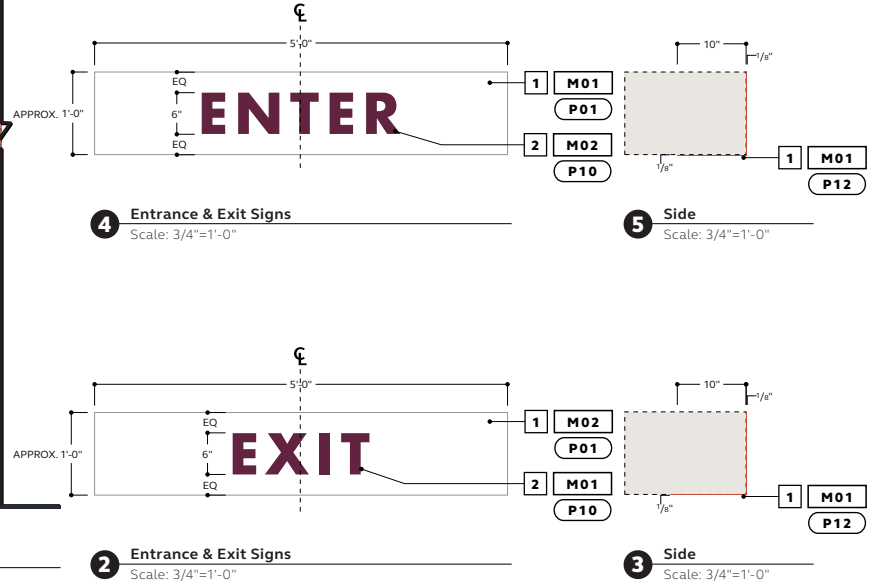 ℄
5'-0"
10"
1/8"
EQ
1 M01
P01
APPROX. 1'-0"
6"
ENTER
EQ
2 M02
P10
1/8"
1 M01
P12
4 Entrance & Exit Signs
Scale: 3/4"=1'-0"
5 Side
Scale: 3/4"=1'-0"
℄
5'-0"
10"
1/8"
EQ
1 M02
P01
APPROX. 1'-0"
6"
EXIT
EQ
2 M01
P10
1/8"
1 M01
P12
2 Entrance & Exit Signs
Scale: 3/4"=1'-0"
3 Side
Scale: 3/4"=1'-0"